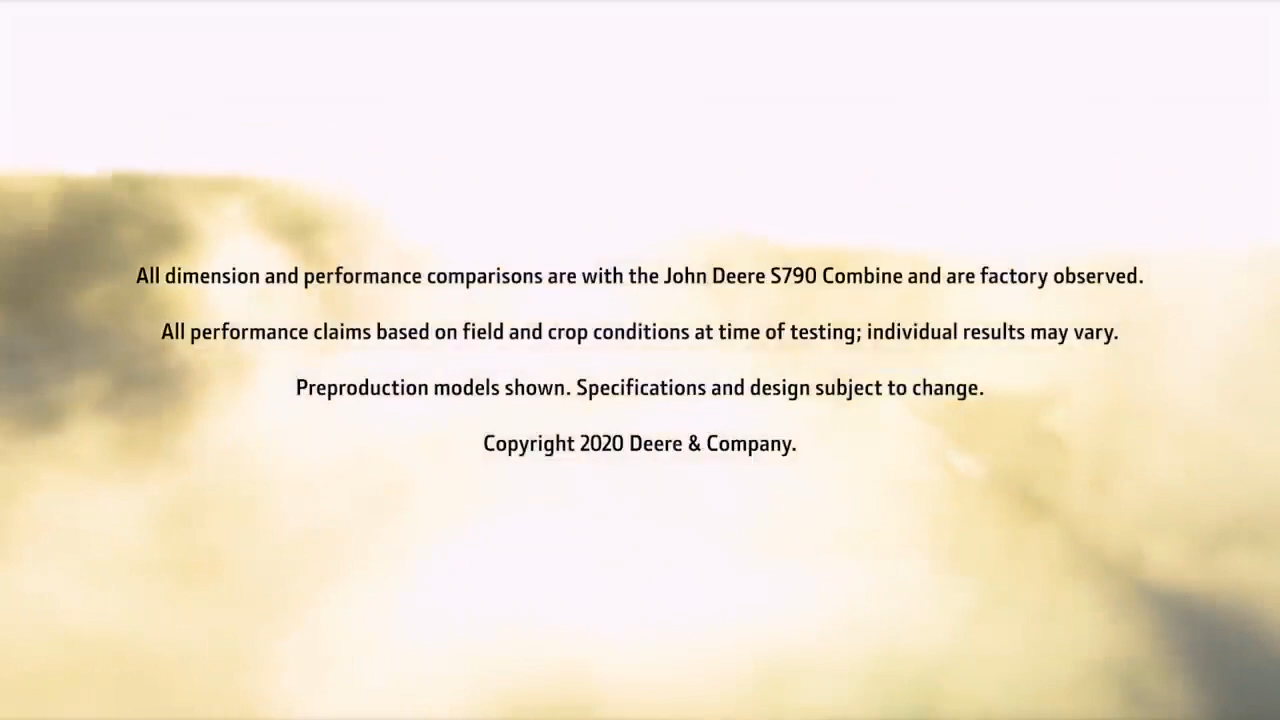 All dimension and performance comparisons are with the John Deere S790 Combine and are factory observed.
All performance claims based on field and crop conditions at time of testing; individual results may vary.
Preproduction models shown. Specifications and design subject to change.
Copyright 2020 Deere & Company.